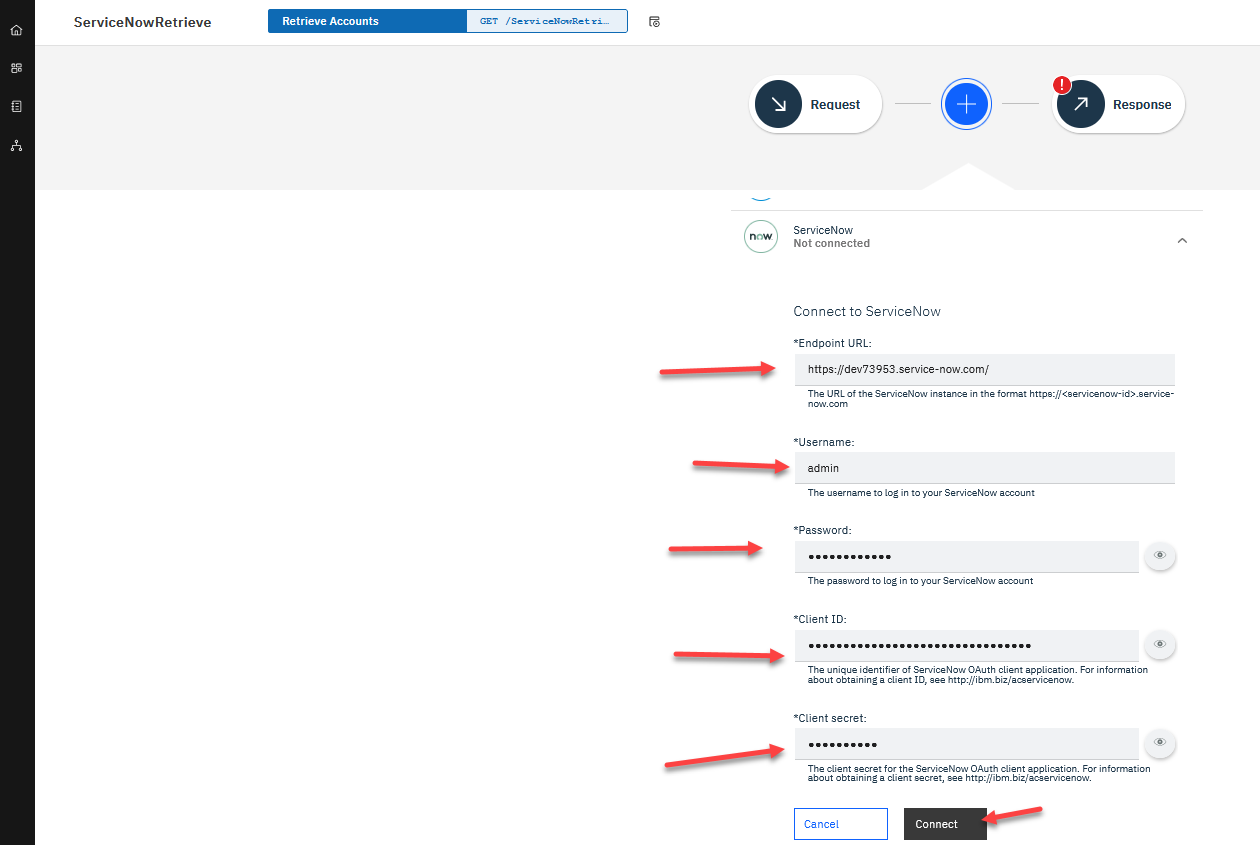 ServiceNowRetrieve
Retrieve Accounts
GET /ServiceNowRetri...
Request
!
Response
now
ServiceNow
Not connected
Connect to ServiceNow
*Endpoint URL:
https://dev73953.service-now.com/
The URL of the ServiceNow instance in the format https://<servicenow-id>.service-
now.com
*Username:
admin
The username to log in to your ServiceNow account
*Password:
••••••••••••
The password to log in to your ServiceNow account
*Client ID:
••••••••••••••••••••••••••••••••
The unique identifier of ServiceNow OAuth client application. For information
about obtaining a client ID, see http://ibm.biz/acservicenow.
*Client secret:
••••••••••
The client secret for the ServiceNow OAuth client application. For information
about obtaining a client secret, see http://ibm.biz/acservicenow.
Cancel
Connect